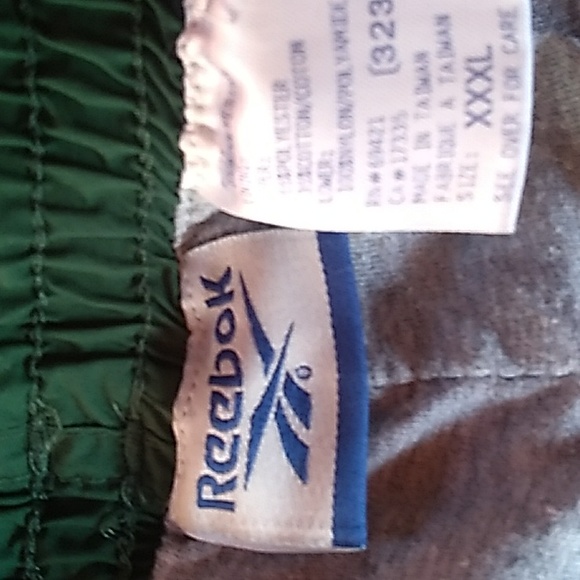 POLYESTER
COTTON/COTON
NYLON/POLYAMIDE
RN# 69421 (323
CA# 17335
MADE IN TAIWAN
FABRIQUE A TAIWAN
SIZE: XXXL
SEE OVER FOR CARE
Reebok